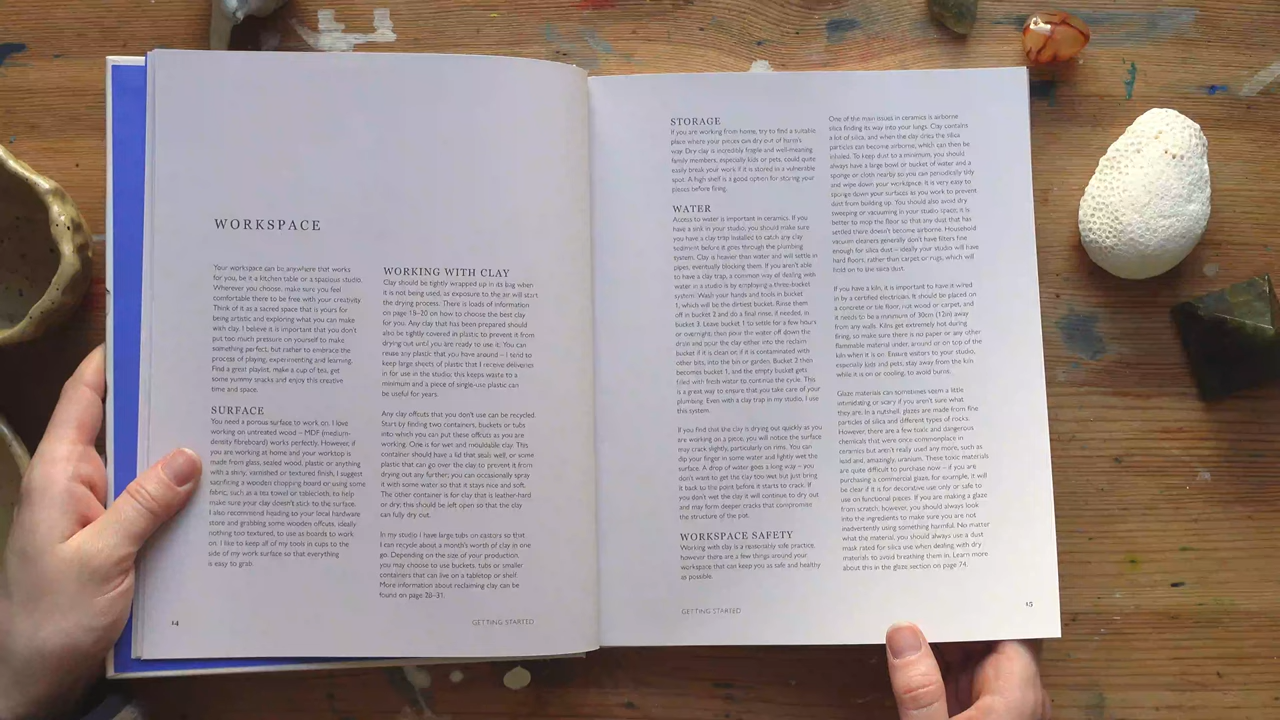 WORKSPACE
Your workspace can be anywhere that works
for you, be it a kitchen table or a spacious studio.
Wherever you choose, make sure you feel
comfortable there to be free with your creativity.
Think of it as a sacred space that is yours for
being artistic and exploring what you can make
with clay. I believe it is important that you don't
put too much pressure on yourself to make
something perfect, but rather to embrace the
process of playing, experimenting and learning.
Find a great playlist, make a cup of tea, get
some yummy snacks and enjoy this creative
time and space.
SURFACE
You need a porous surface to work on. I love
working on untreated wood – MDF (medium-
density fibreboard) works perfectly. However, if
you are working at home and your worktop is
made from glass, sealed wood, plastic or anything
with a shiny, varnished or textured finish, I suggest
sacrificing a wooden chopping board or using some
fabric, such as a tea towel or tablecloth, to help
make sure your clay doesn't stick to the surface.
I also recommend heading to your local hardware
store and grabbing some wooden offcuts, ideally
nothing too textured, to use as boards to work
on. I like to keep all of my tools in cups to the
side of my work surface so that everything
is easy to grab.
WORKING WITH CLAY
Clay should be tightly wrapped up in its bag when
it is not being used, as exposure to the air will start
the drying process. There is loads of information
on page 19–20 on how to choose the best clay
for you. Any clay that has been prepared should
also be tightly covered in plastic to prevent it from
drying out until you are ready to use it. You can
reuse any plastic that you have around – I tend to
keep large sheets of plastic that I receive deliveries
in for use in the studio; this keeps waste to a
minimum and a piece of single-use plastic can
be useful for years.
Any clay offcuts that you don't use can be recycled.
Start by finding two containers, buckets or tubs
into which you can put these offcuts as you are
working. One is for wet and mouldable clay. This
container should have a lid that seals well, or some
plastic that can go over the clay to prevent it from
drying out any further; you can occasionally spray
it with some water so that it stays nice and soft.
The other container is for clay that is leather-hard
or dry; this should be left open so that the clay
can fully dry out.
In my studio I have large tubs on castors so that
I can recycle about a month's worth of clay in one
go. Depending on the size of your production,
you may choose to use buckets, tubs or smaller
containers that can live on a tabletop or shelf.
More information about reclaiming clay can be
found on page 28–31.
14
GETTING STARTED
STORAGE
If you are working from home, try to find a suitable
place where your pieces can dry out of harm's
way. Dry clay is incredibly fragile and well-meaning
family members, especially kids or pets, could quite
easily break your work if it is stored in a vulnerable
spot. A high shelf is a good option for storing your
pieces before firing.
WATER
Access to water is important in ceramics. If you
have a sink in your studio, you should make sure
you have a clay trap installed to catch any clay
sediment before it goes through the plumbing
system. Clay is heavier than water and will settle in
pipes, eventually blocking them. If you aren't able
to have a clay trap, a common way of dealing with
water in a studio is by employing a three-bucket
system. Wash your hands and tools in bucket
1, which will be the dirtiest bucket. Rinse them
off in bucket 2 and do a final rinse, if needed, in
bucket 3. Leave bucket 1 to settle for a few hours
or overnight; then pour the water off down the
drain and pour the clay either into the reclaim
bucket if it is clean or, if it is contaminated with
other bits, into the bin or garden. Bucket 2 then
becomes bucket 1, and the empty bucket gets
filled with fresh water to continue the cycle. This
is a great way to ensure that you take care of your
plumbing. Even with a clay trap in my studio, I use
this system.
If you find that the clay is drying out quickly as you
are working on a piece, you will notice the surface
may crack slightly, particularly on rims. You can
dip your finger in some water and lightly wet the
surface. A drop of water goes a long way – you
don't want to get the clay too wet but just bring
it back to the point before it starts to crack. If
you don't wet the clay it will continue to dry out
and may form deeper cracks that compromise
the structure of the pot.
WORKSPACE SAFETY
Working with clay is a reasonably safe practice,
however there are a few things around your
workspace that can keep you as safe and healthy
as possible.
One of the main issues in ceramics is airborne
silica finding its way into your lungs. Clay contains
a lot of silica, and when the clay dries the silica
particles can become airborne, which can then be
inhaled. To keep dust to a minimum, you should
always have a large bowl or bucket of water and a
sponge or cloth nearby so you can periodically tidy
and wipe down your workplace. It is very easy to
sponge down your surfaces as you work to prevent
dust from building up. You should also avoid dry
sweeping or vacuuming in your studio space; it is
better to mop the floor so that any dust that has
settled there doesn't become airborne. Household
vacuum cleaners generally don't have filters fine
enough for silica dust – ideally your studio will have
hard floors, rather than carpet or rugs, which will
hold on to the silica dust.
If you have a kiln, it is important to have it wired
in by a certified electrician. It should be placed on
a concrete or tile floor, not wood or carpet, and
it needs to be a minimum of 30cm (12in) away
from any walls. Kilns get extremely hot during
firing, so make sure there is no paper or any other
flammable material under, around or on top of the
kiln when it is on. Ensure visitors to your studio,
especially kids and pets, stay away from the kiln
while it is on or cooling, to avoid burns.
Glaze materials can sometimes seem a little
intimidating or scary if you aren't sure what
they are. In a nutshell, glazes are made from fine
particles of silica and different types of rocks.
However, there are a few toxic and dangerous
chemicals that were once commonplace in
ceramics but aren't really used any more, such as
lead and, amazingly, uranium. These toxic materials
are quite difficult to purchase now – if you are
purchasing a commercial glaze, for example, it will
be clear if it is for decorative use only or safe to
use on functional pieces. If you are making a glaze
from scratch, however, you should always look
into the ingredients to make sure you are not
inadvertently using something harmful. No matter
what the material, you should always use a dust
mask rated for silica use when dealing with dry
materials to avoid breathing them in. Learn more
about this in the glaze section on page 74.
GETTING STARTED
15